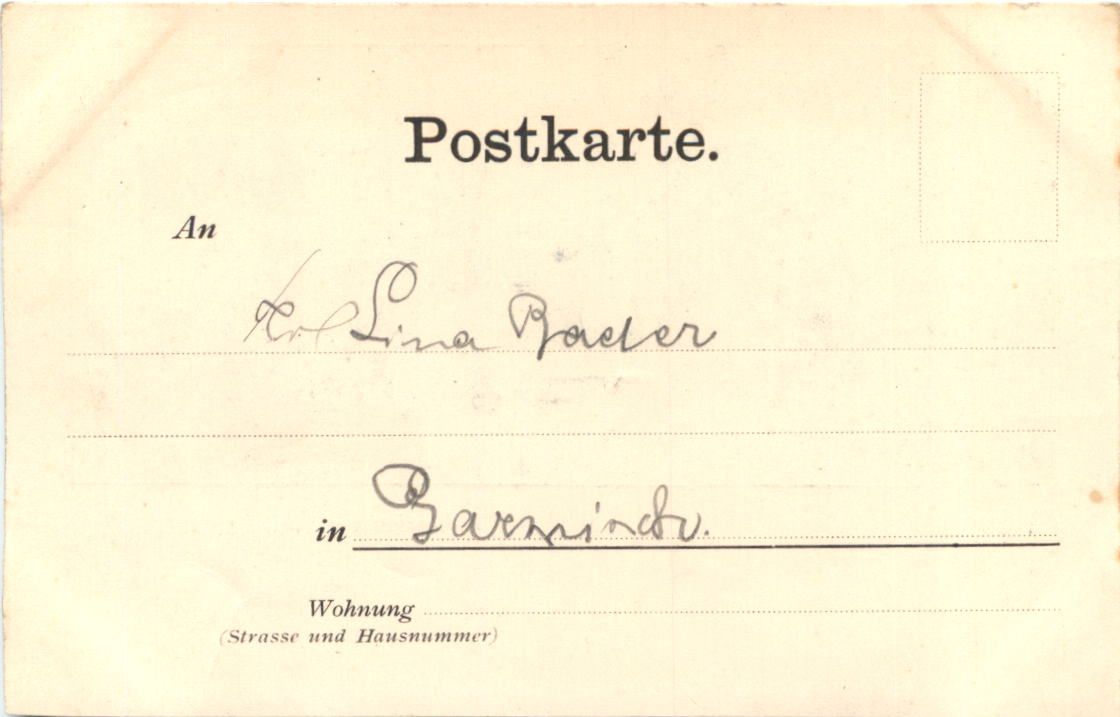 Postkarte.
An
Frl. Lina Bader
in Garmisch.
Wohnung
(Strasse und Hausnummer)